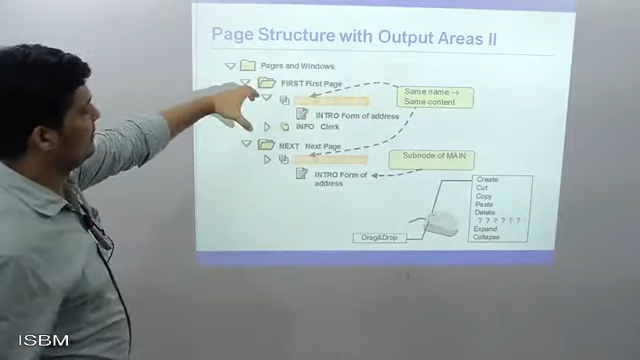 Page Structure with Output Areas II
Pages and Windows
FIRST First Page
INTRO Form of address
INFO Clerk
NEXT Next Page
INTRO Form of
address
Same name →
Same content
Subnode of MAIN
Create
Cut
Copy
Paste
Delete
? ? ? ? ? ?
Expand
Collapse
Drag&Drop
ISBM